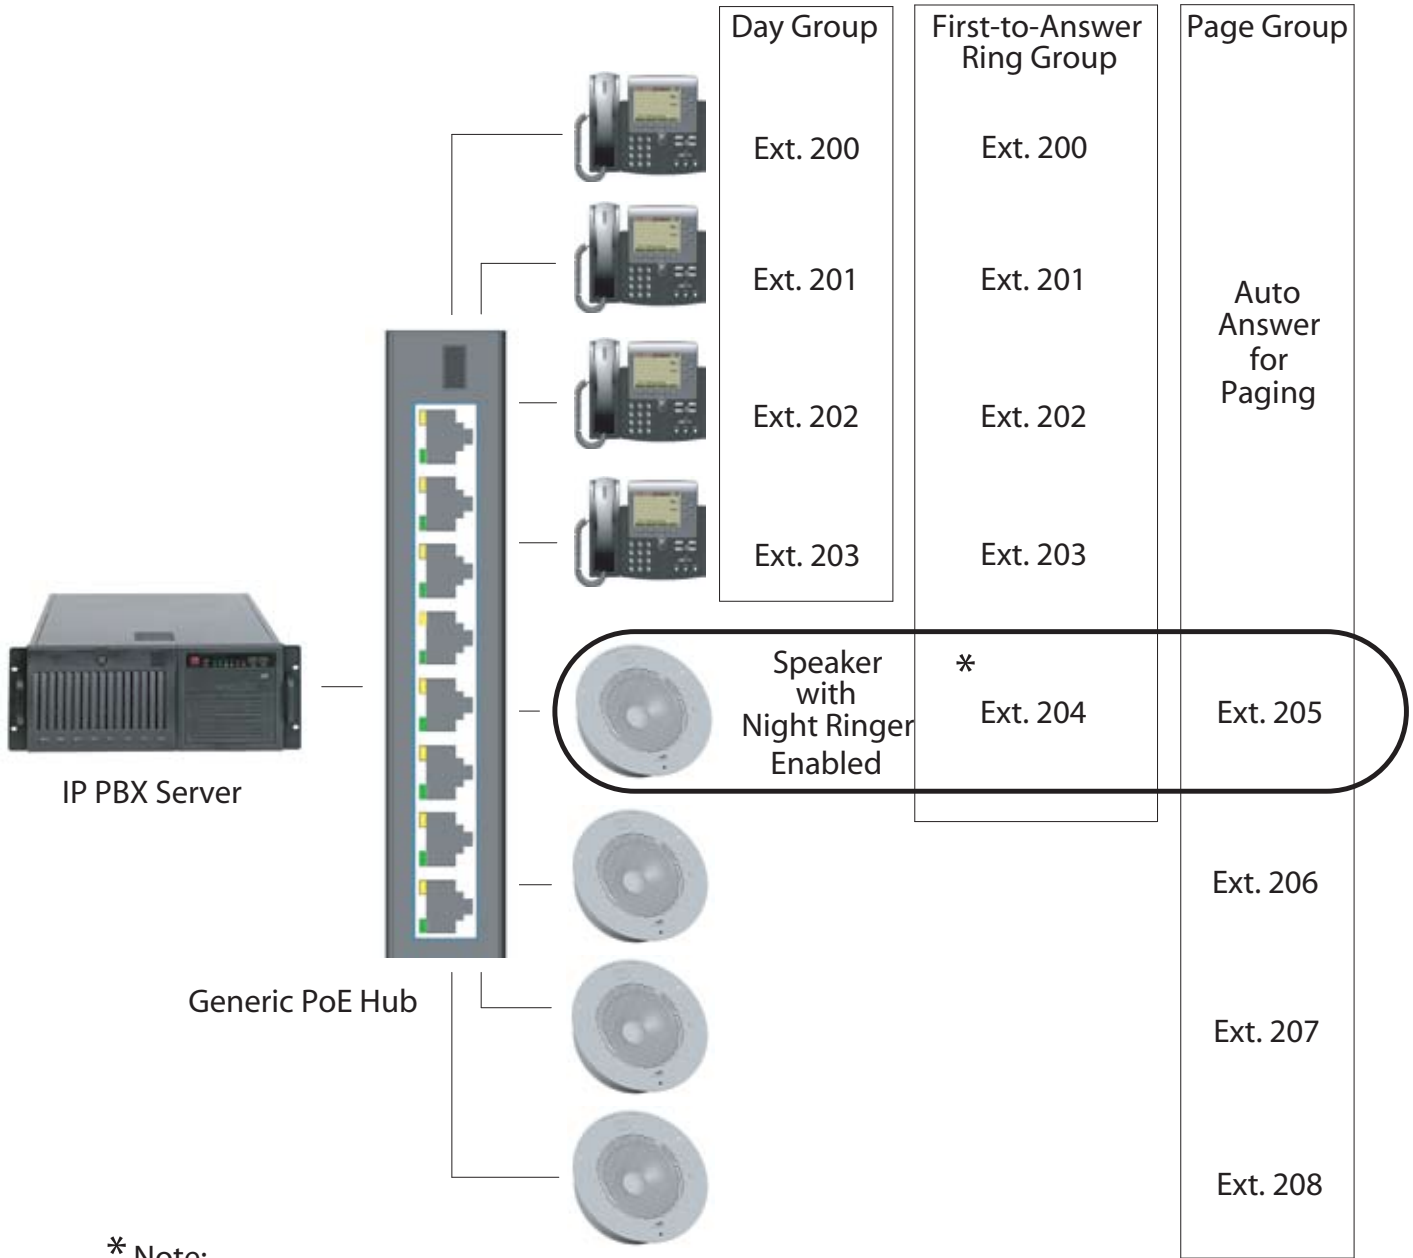 Day Group
First-to-Answer
Ring Group
Page Group
Ext. 200
Ext. 200
Ext. 201
Ext. 201
Auto
Answer
for
Paging
Ext. 202
Ext. 202
Ext. 203
Ext. 203
Speaker
with
Night Ringer
Enabled
*
Ext. 204
Ext. 205
IP PBX Server
Ext. 206
Generic PoE Hub
Ext. 207
Ext. 208
* Note: